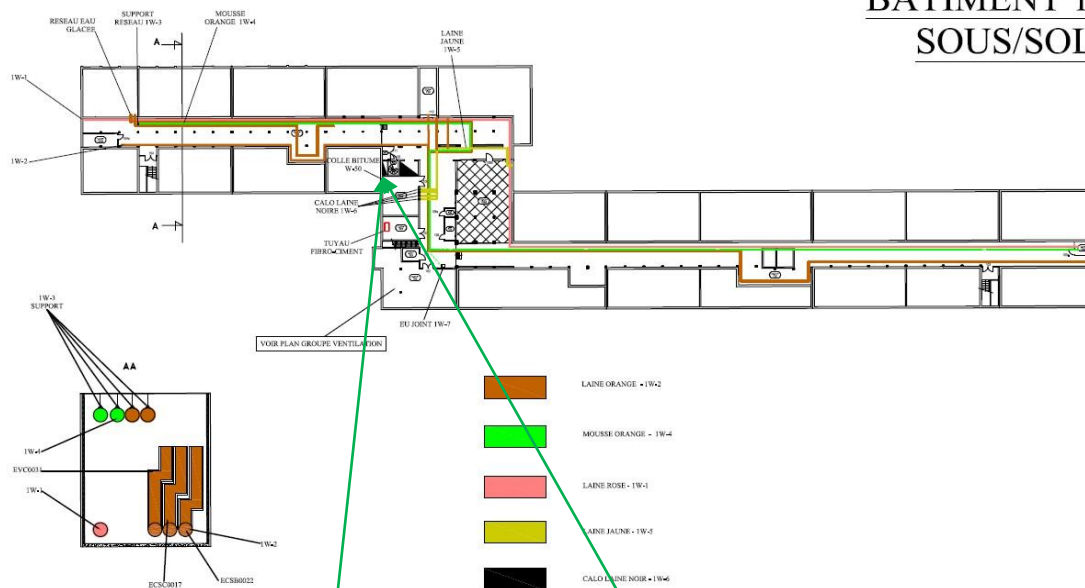 BATIMENT 1
SOUS/SOL
RESEAU EAU
GLACEE
SUPPORT
RESEAU 1W-3
MOUSSE
ORANGE 1W-4
A
LAINE
JAUNE
1W-5
1W-1
1W-2
COLLE BITUME
W-50
CALO LAINE
NOIRE 1W-6
A
TUYAU
FIBRO-CIMENT
EU JOINT 1W-7
VOIR PLAN GROUPE VENTILATION
1W-3
SUPPORT
AA
1W-4
EVC0031
1W-1
1W-2
ECSC0017
ECSB0022
LAINE ORANGE - 1W-2
MOUSSE ORANGE - 1W-4
LAINE ROSE - 1W-1
LAINE JAUNE - 1W-5
CALO LAINE NOIR - 1W-6